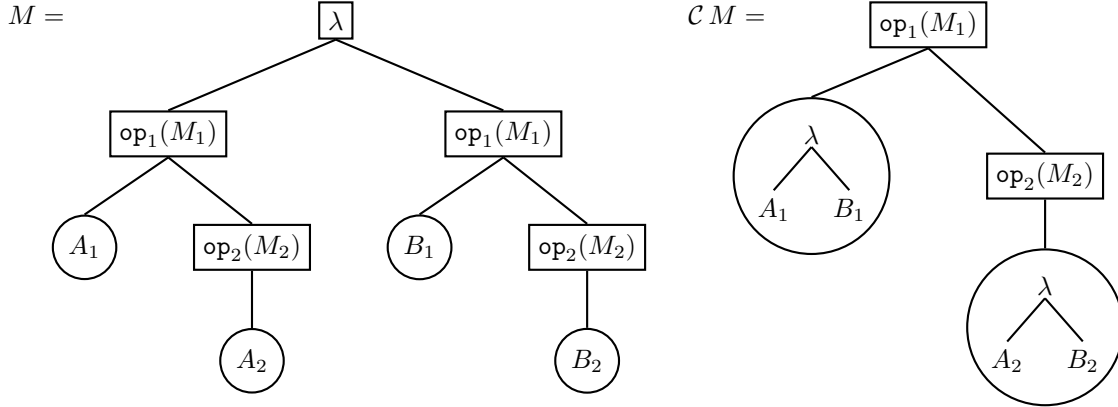 M = λ 𝒞 M = op₁(M₁)
op₁(M₁) op₁(M₁)
λ
op₂(M₂)
A₁ B₁
A₁ op₂(M₂) B₁ op₂(M₂)
λ
A₂ B₂ A₂ B₂